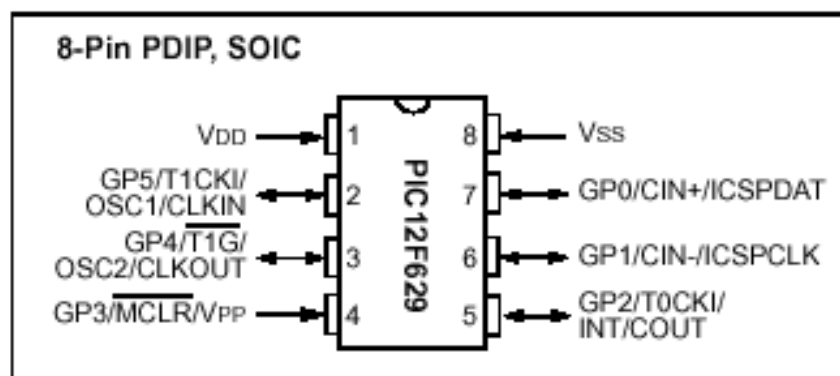 8-Pin PDIP, SOIC
VDD
1
8
VSS
GP5/T1CKI/
OSC1/CLKIN
2
7
GP0/CIN+/ICSPDAT
GP4/T1G/
OSC2/CLKOUT
3
6
GP1/CIN-/ICSPCLK
GP3/MCLR/VPP
4
5
GP2/T0CKI/
INT/COUT
PIC12F629